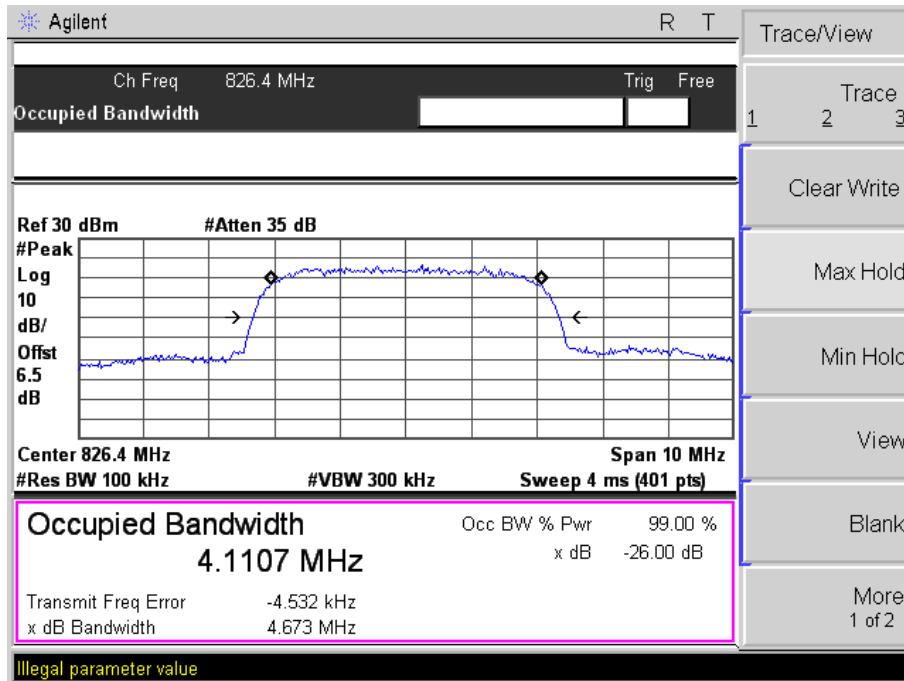 Agilent R T
Trace/View
Ch Freq 826.4 MHz Trig Free
Occupied Bandwidth
Trace
1 2 3
Clear Write
Ref 30 dBm #Atten 35 dB
#Peak
Log
10
dB/
Offst
6.5
dB
Max Hold
Min Hold
Center 826.4 MHz Span 10 MHz
#Res BW 100 kHz #VBW 300 kHz Sweep 4 ms (401 pts)
View
Occupied Bandwidth Occ BW % Pwr 99.00 %
4.1107 MHz x dB -26.00 dB
Blank
Transmit Freq Error -4.532 kHz
x dB Bandwidth 4.673 MHz
More
1 of 2
Illegal parameter value